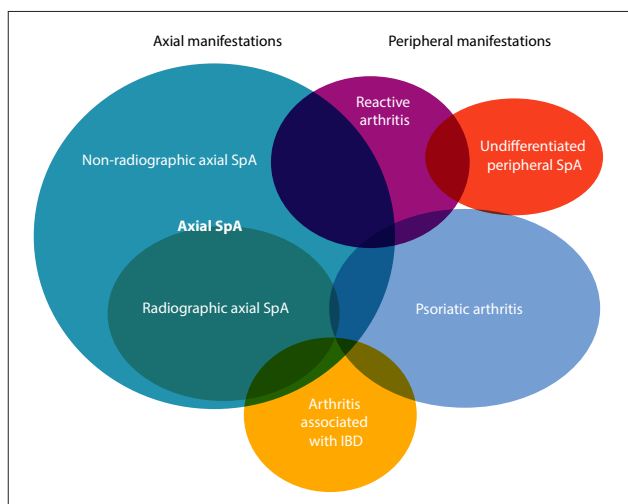 Axial manifestations
Peripheral manifestations
Reactive
arthritis
Non-radiographic axial SpA
Undifferentiated
peripheral SpA
Axial SpA
Radiographic axial SpA
Psoriatic arthritis
Arthritis
associated
with IBD